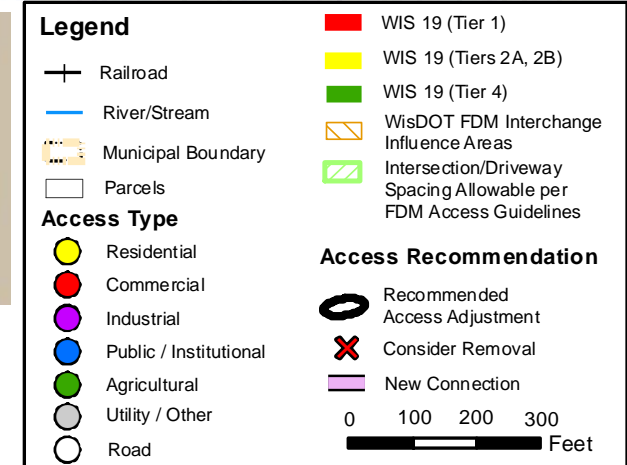 Legend
Railroad
River/Stream
Municipal Boundary
Parcels
Access Type
Residential
Commercial
Industrial
Public / Institutional
Agricultural
Utility / Other
Road
WIS 19 (Tier 1)
WIS 19 (Tiers 2A, 2B)
WIS 19 (Tier 4)
WisDOT FDM Interchange
Influence Areas
Intersection/Driveway
Spacing Allowable per
FDM Access Guidelines
Access Recommendation
Recommended
Access Adjustment
Consider Removal
New Connection
0 100 200 300
Feet